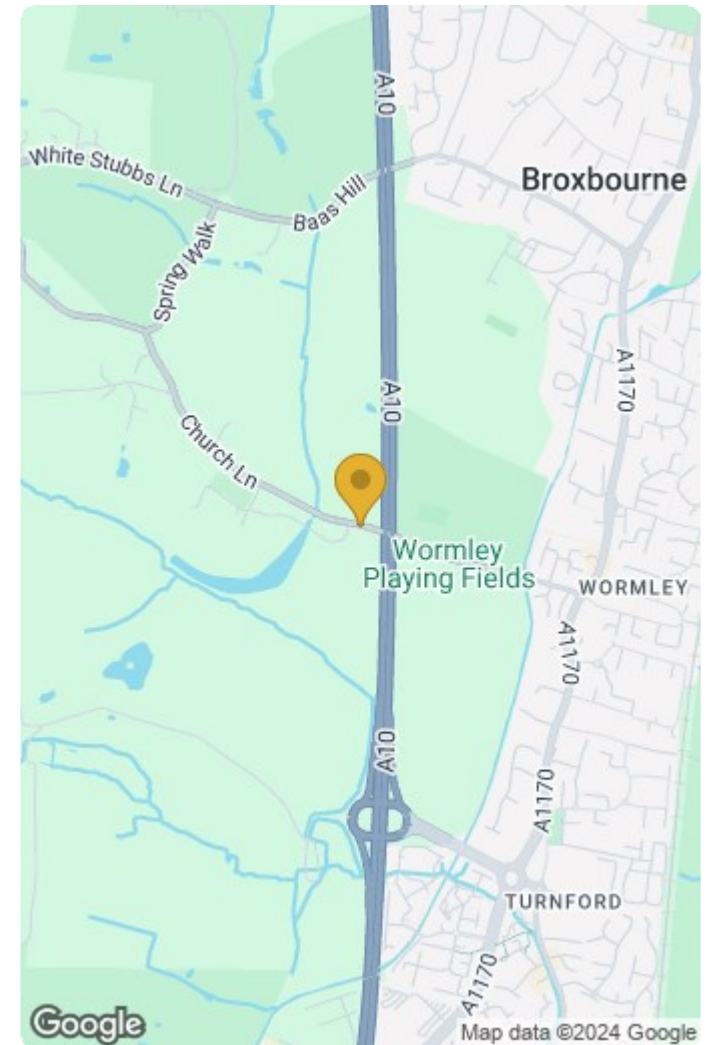 A10
White Stubbs Ln
Broxbourne
Baas Hill
Spring Walk
A1170
A10
Church Ln
Wormley
Playing Fields
WORMLEY
A1170
A10
A1170
TURNFORD
A1170
Google
Map data ©2024 Google